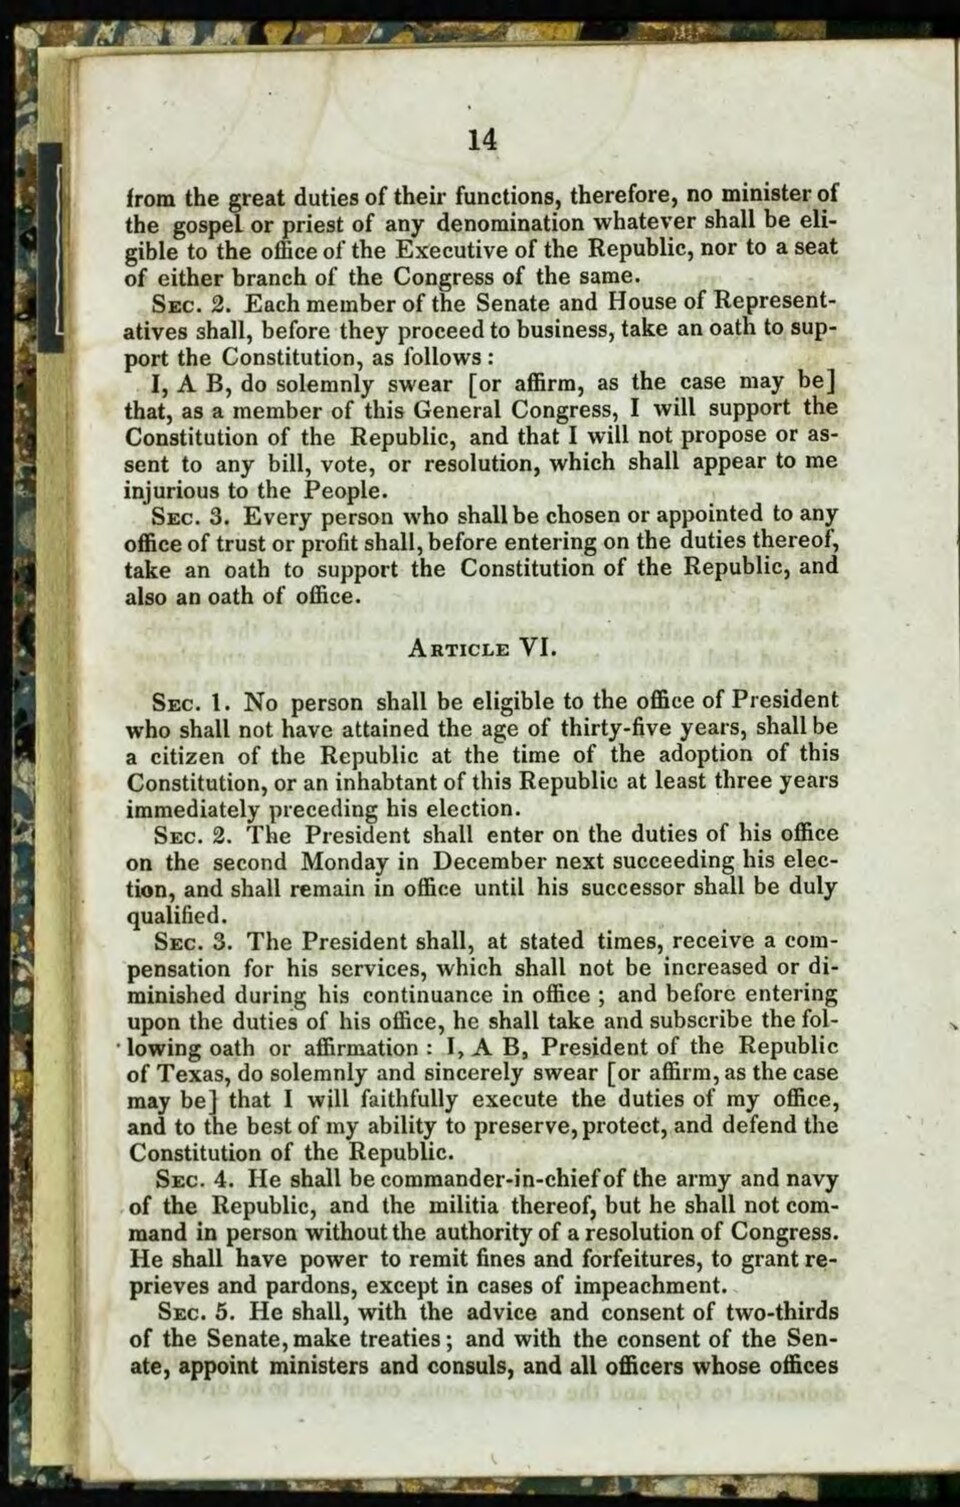 14
from the great duties of their functions, therefore, no minister of
the gospel or priest of any denomination whatever shall be eli-
gible to the office of the Executive of the Republic, nor to a seat
of either branch of the Congress of the same.
SEC. 2. Each member of the Senate and House of Represent-
atives shall, before they proceed to business, take an oath to sup-
port the Constitution, as follows :
I, A B, do solemnly swear [or affirm, as the case may be]
that, as a member of this General Congress, I will support the
Constitution of the Republic, and that I will not propose or as-
sent to any bill, vote, or resolution, which shall appear to me
injurious to the People.
SEC. 3. Every person who shall be chosen or appointed to any
office of trust or profit shall, before entering on the duties thereof,
take an oath to support the Constitution of the Republic, and
also an oath of office.
ARTICLE VI.
SEC. 1. No person shall be eligible to the office of President
who shall not have attained the age of thirty-five years, shall be
a citizen of the Republic at the time of the adoption of this
Constitution, or an inhabtant of this Republic at least three years
immediately preceding his election.
SEC. 2. The President shall enter on the duties of his office
on the second Monday in December next succeeding his elec-
tion, and shall remain in office until his successor shall be duly
qualified.
SEC. 3. The President shall, at stated times, receive a com-
pensation for his services, which shall not be increased or di-
minished during his continuance in office ; and before entering
upon the duties of his office, he shall take and subscribe the fol-
lowing oath or affirmation : I, A B, President of the Republic
of Texas, do solemnly and sincerely swear [or affirm, as the case
may be] that I will faithfully execute the duties of my office,
and to the best of my ability to preserve, protect, and defend the
Constitution of the Republic.
SEC. 4. He shall be commander-in-chief of the army and navy
of the Republic, and the militia thereof, but he shall not com-
mand in person without the authority of a resolution of Congress.
He shall have power to remit fines and forfeitures, to grant re-
prieves and pardons, except in cases of impeachment.
SEC. 5. He shall, with the advice and consent of two-thirds
of the Senate, make treaties; and with the consent of the Sen-
ate, appoint ministers and consuls, and all officers whose offices